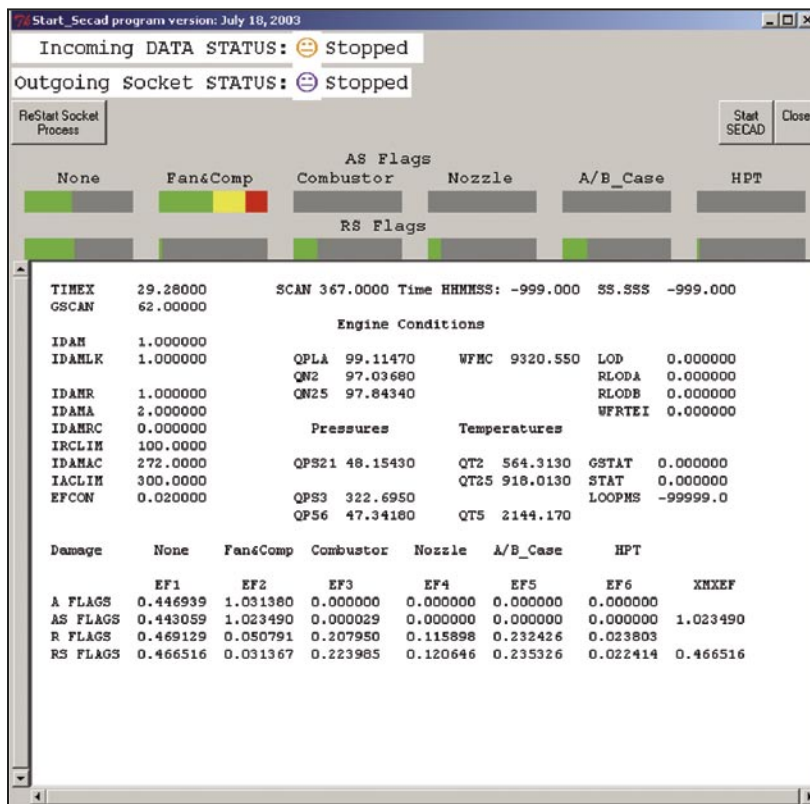 Start_Secad program version: July 18, 2003
Incoming DATA STATUS: Stopped
Outgoing Socket STATUS: Stopped
ReStart Socket Process
Start SECAD
Close
AS Flags
None Fan&Comp Combustor Nozzle A/B_Case HPT
RS Flags
TIMEX 29.28000 SCAN 367.0000 Time HHMMSS: -999.000 SS.SSS -999.000
GSCAN 62.00000
Engine Conditions
IDAM 1.000000
IDAMLK 1.000000 QPLA 99.11470 WFMC 9320.550 LOD 0.000000
QN2 97.03680 RLODA 0.000000
IDAMR 1.000000 QN25 97.84340 RLODB 0.000000
IDAMA 2.000000 WFRTEI 0.000000
IDAMRC 0.000000 Pressures Temperatures
IRCLIM 100.0000
IDAMAC 272.0000 QPS21 48.15430 QT2 564.3130 GSTAT 0.000000
IACLIM 300.0000 QT25 918.0130 STAT 0.000000
EFCON 0.020000 QPS3 322.6950 LOOPMS -99999.0
QP56 47.34180 QT5 2144.170
Damage None Fan&Comp Combustor Nozzle A/B_Case HPT
EF1 EF2 EF3 EF4 EF5 EF6 XMXEF
A FLAGS 0.446939 1.031380 0.000000 0.000000 0.000000 0.000000
AS FLAGS 0.443059 1.023490 0.000029 0.000000 0.000000 0.000000 1.023490
R FLAGS 0.469129 0.050791 0.207950 0.115898 0.232426 0.023803
RS FLAGS 0.466516 0.031367 0.223985 0.120646 0.235326 0.022414 0.466516